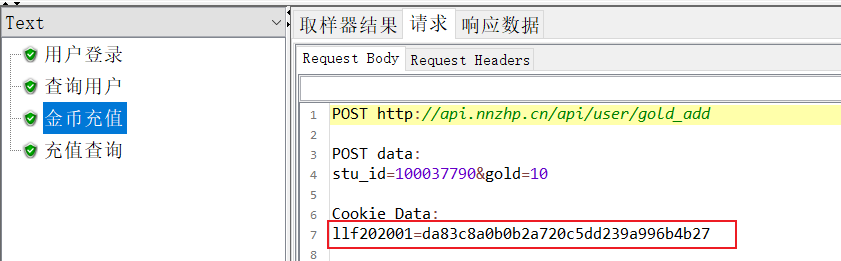 Text
用户登录
查询用户
金币充值
充值查询
取样器结果 请求 响应数据
Request Body Request Headers
1 POST http://api.nnzhp.cn/api/user/gold_add
2
3 POST data:
4 stu_id=100037790&gold=10
5
6 Cookie Data:
7 llf202001=da83c8a0b0b2a720c5dd239a996b4b27
8